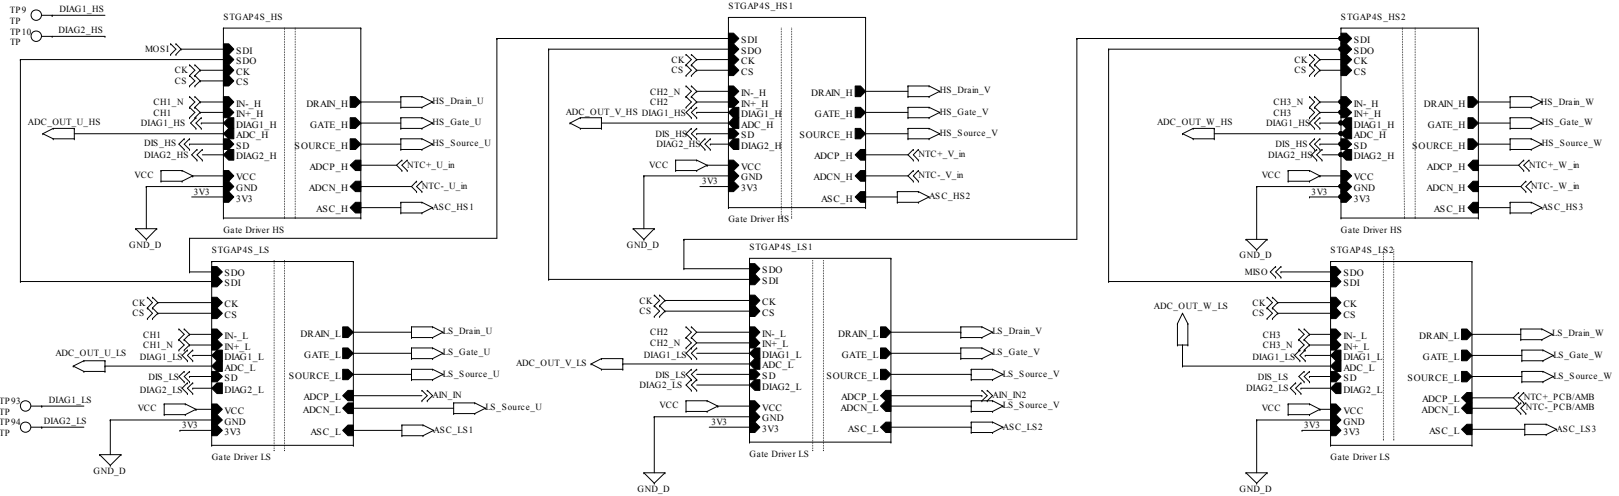 TP9
TP
DIAG1_HS
TP10
TP
DIAG2_HS
STGAP4S_HS
MOSI
SDI
SDO
CK
CK
CS
CS
CH1_N
IN-_H
CH1
IN+_H
DIAG1_HS
DIAG1_H
ADC_OUT_U_HS
ADC_H
DIS_HS
SD
DIAG2_HS
DIAG2_H
VCC
VCC
GND
3V3
3V3
GND_D
DRAIN_H
HS_Drain_U
GATE_H
HS_Gate_U
SOURCE_H
HS_Source_U
ADCP_H
NTC+_U_in
ADCN_H
NTC-_U_in
ASC_H
ASC_HS1
Gate Driver HS
STGAP4S_HS1
SDI
SDO
CK
CK
CS
CS
CH2_N
IN-_H
CH2
IN+_H
ADC_OUT_V_HS
DIAG1_HS
DIAG1_H
ADC_H
DIS_HS
SD
DIAG2_HS
DIAG2_H
VCC
VCC
GND
3V3
3V3
GND_D
DRAIN_H
HS_Drain_V
GATE_H
HS_Gate_V
SOURCE_H
HS_Source_V
ADCP_H
NTC+_V_in
ADCN_H
NTC-_V_in
ASC_H
ASC_HS2
Gate Driver HS
STGAP4S_HS2
SDI
SDO
CK
CK
CS
CS
CH3_N
IN-_H
CH3
IN+_H
DIAG1_HS
DIAG1_H
ADC_OUT_W_HS
ADC_H
DIS_HS
SD
DIAG2_HS
DIAG2_H
VCC
VCC
GND
3V3
3V3
GND_D
DRAIN_H
HS_Drain_W
GATE_H
HS_Gate_W
SOURCE_H
HS_Source_W
ADCP_H
NTC+_W_in
ADCN_H
NTC-_W_in
ASC_H
ASC_HS3
Gate Driver HS
STGAP4S_LS
SDO
SDI
CK
CK
CS
CS
CH1
IN-_L
CH1_N
IN+_L
DIAG1_LS
DIAG1_L
ADC_OUT_U_LS
ADC_L
DIS_LS
SD
DIAG2_LS
DIAG2_L
VCC
VCC
GND
3V3
3V3
GND_D
DRAIN_L
LS_Drain_U
GATE_L
LS_Gate_U
SOURCE_L
LS_Source_U
ADCP_L
AIN_IN
ADCN_L
LS_Source_U
ASC_L
ASC_LS1
Gate Driver LS
TP93
TP
DIAG1_LS
TP94
TP
DIAG2_LS
STGAP4S_LS1
SDO
SDI
CK
CK
CS
CS
CH2
IN-_L
CH2_N
IN+_L
DIAG1_LS
DIAG1_L
ADC_OUT_V_LS
ADC_L
DIS_LS
SD
DIAG2_LS
DIAG2_L
VCC
VCC
GND
3V3
3V3
GND_D
DRAIN_L
LS_Drain_V
GATE_L
LS_Gate_V
SOURCE_L
LS_Source_V
ADCP_L
AIN_IN2
ADCN_L
LS_Source_V
ASC_L
ASC_LS2
Gate Driver LS
STGAP4S_LS2
MISO
SDO
SDI
CK
CK
CS
CS
ADC_OUT_W_LS
CH3
IN-_L
CH3_N
IN+_L
DIAG1_LS
DIAG1_L
ADC_L
DIS_LS
SD
DIAG2_LS
DIAG2_L
VCC
VCC
GND
3V3
3V3
GND_D
DRAIN_L
LS_Drain_W
GATE_L
LS_Gate_W
SOURCE_L
LS_Source_W
ADCP_L
NTC+_PCB/AMB
ADCN_L
NTC-_PCB/AMB
ASC_L
ASC_LS3
Gate Driver LS